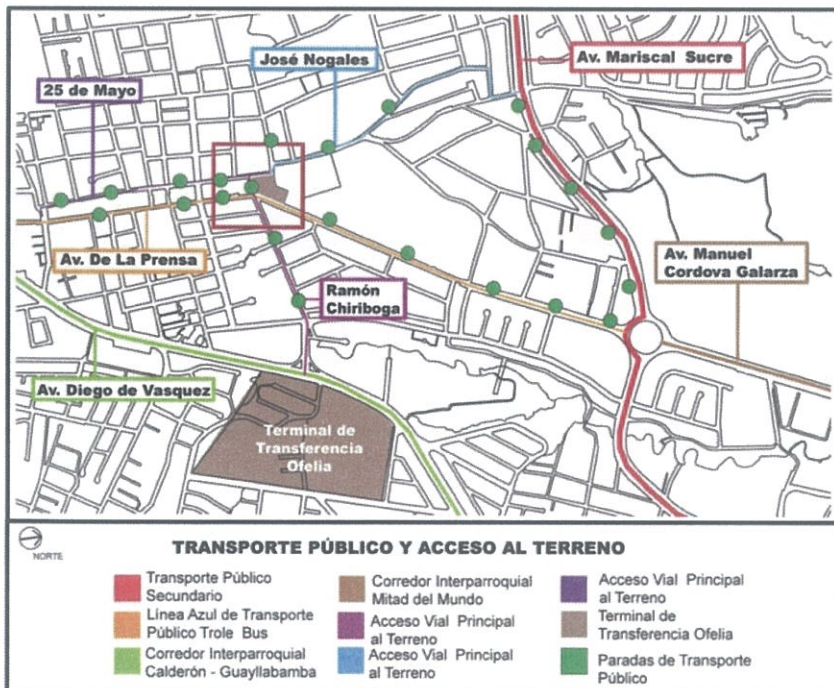 José Nogales
Av. Mariscal Sucre
25 de Mayo
Av. De La Prensa
Av. Manuel
Cordova Galarza
Ramón
Chiriboga
Av. Diego de Vasquez
Terminal de
Transferencia
Ofelia
NORTE
TRANSPORTE PÚBLICO Y ACCESO AL TERRENO
Transporte Público
Secundario
Línea Azul de Transporte
Público Trole Bus
Corredor Interparroquial
Calderón - Guayllabamba
Corredor Interparroquial
Mitad del Mundo
Acceso Vial Principal
al Terreno
Acceso Vial Principal
al Terreno
Acceso Vial Principal
al Terreno
Terminal de
Transferencia Ofelia
Paradas de Transporte
Público